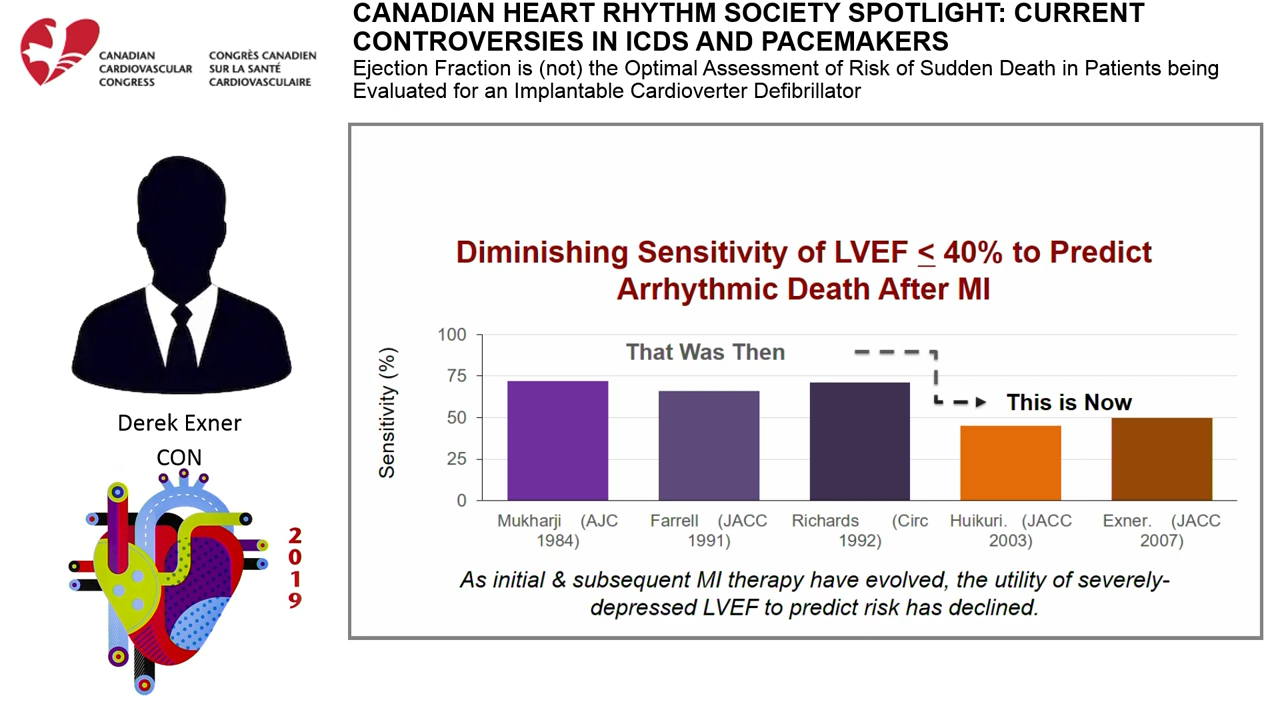 CANADIAN
CARDIOVASCULAR
CONGRESS
CONGRÈS CANADIEN
SUR LA SANTÉ
CARDIOVASCULAIRE
CANADIAN HEART RHYTHM SOCIETY SPOTLIGHT: CURRENT
CONTROVERSIES IN ICDS AND PACEMAKERS
Ejection Fraction is (not) the Optimal Assessment of Risk of Sudden Death in Patients being
Evaluated for an Implantable Cardioverter Defibrillator
Derek Exner
CON
2019
Diminishing Sensitivity of LVEF ≤ 40% to Predict
Arrhythmic Death After MI
Sensitivity (%)
100
75
50
25
0
That Was Then
This is Now
Mukharji (AJC
1984)
Farrell (JACC
1991)
Richards (Circ
1992)
Huikuri. (JACC
2003)
Exner. (JACC
2007)
As initial & subsequent MI therapy have evolved, the utility of severely-
depressed LVEF to predict risk has declined.